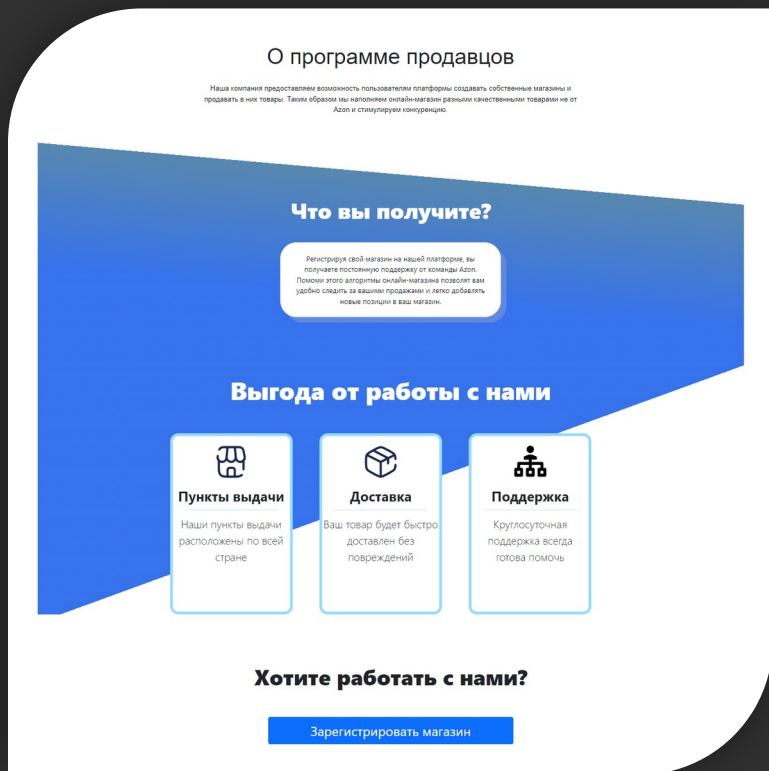 О программе продавцов
Наша компания предоставляем возможность пользователям платформы создавать собственные магазины и
продавать в них товары. Таким образом мы наполняем онлайн-магазин разными качественными товарами не от
Azon и стимулируем конкуренцию.
Что вы получите?
Регистрируя свой магазин на нашей платформе, вы
получаете постоянную поддержку от команды Azon.
Помоми этого алгоритмы онлайн-магазина позволят вам
удобно следить за вашими продажами и легко добавлять
новые позиции в ваш магазин.
Выгода от работы с нами
Пункты выдачи
Наши пункты выдачи
расположены по всей
стране
Доставка
Ваш товар будет быстро
доставлен без
повреждений
Поддержка
Круглосуточная
поддержка всегда
готова помочь
Хотите работать с нами?
Зарегистрировать магазин